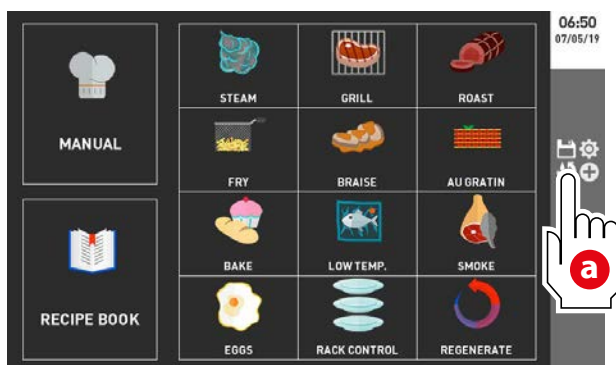 06:50
07/05/19
MANUAL
RECIPE BOOK
STEAM
GRILL
ROAST
FRY
BRAISE
AU GRATIN
BAKE
LOW TEMP.
SMOKE
EGGS
RACK CONTROL
REGENERATE
a